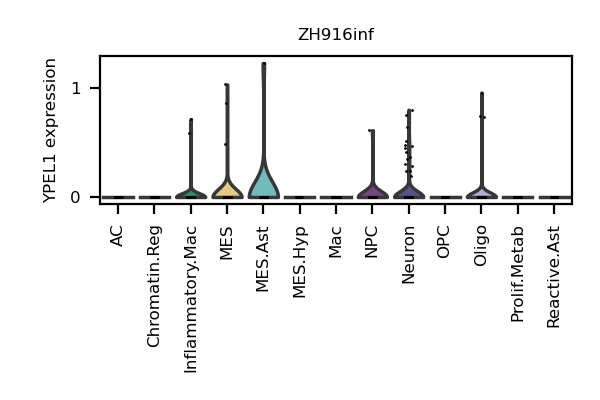 ZH916inf
YPEL1 expression
1
0
AC
Chromatin.Reg
Inflammatory.Mac
MES
MES.Ast
MES.Hyp
Mac
NPC
Neuron
OPC
Oligo
Prolif.Metab
Reactive.Ast